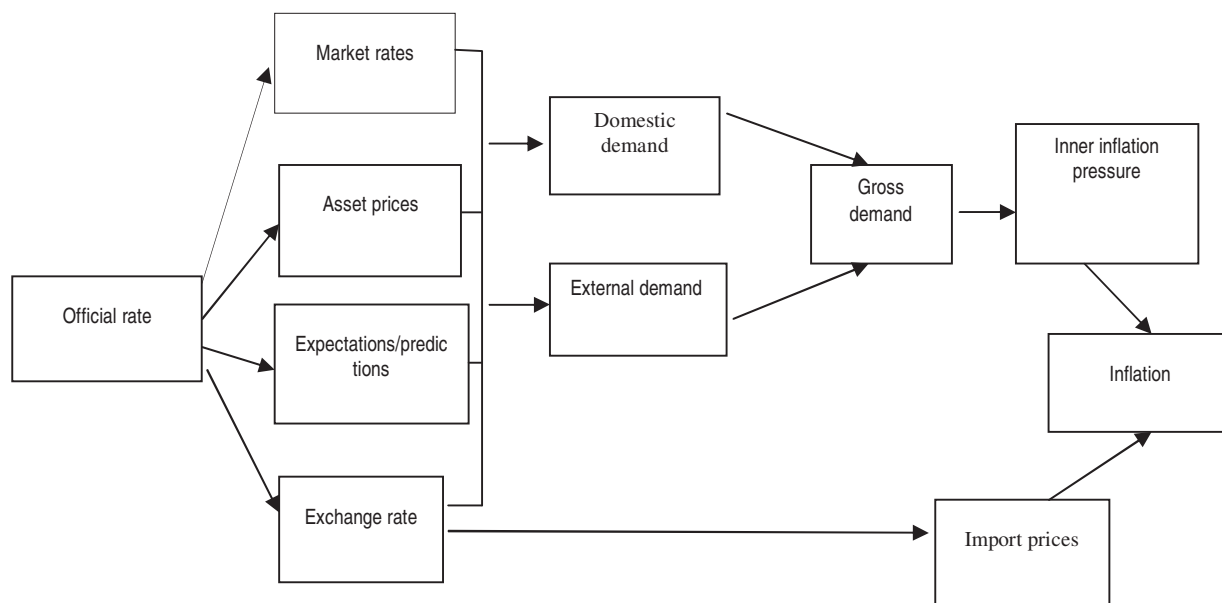 Market rates
Asset prices
Official rate
Expectations/predic
tions
Exchange rate
Domestic
demand
External demand
Gross
demand
Inner inflation
pressure
Inflation
Import prices